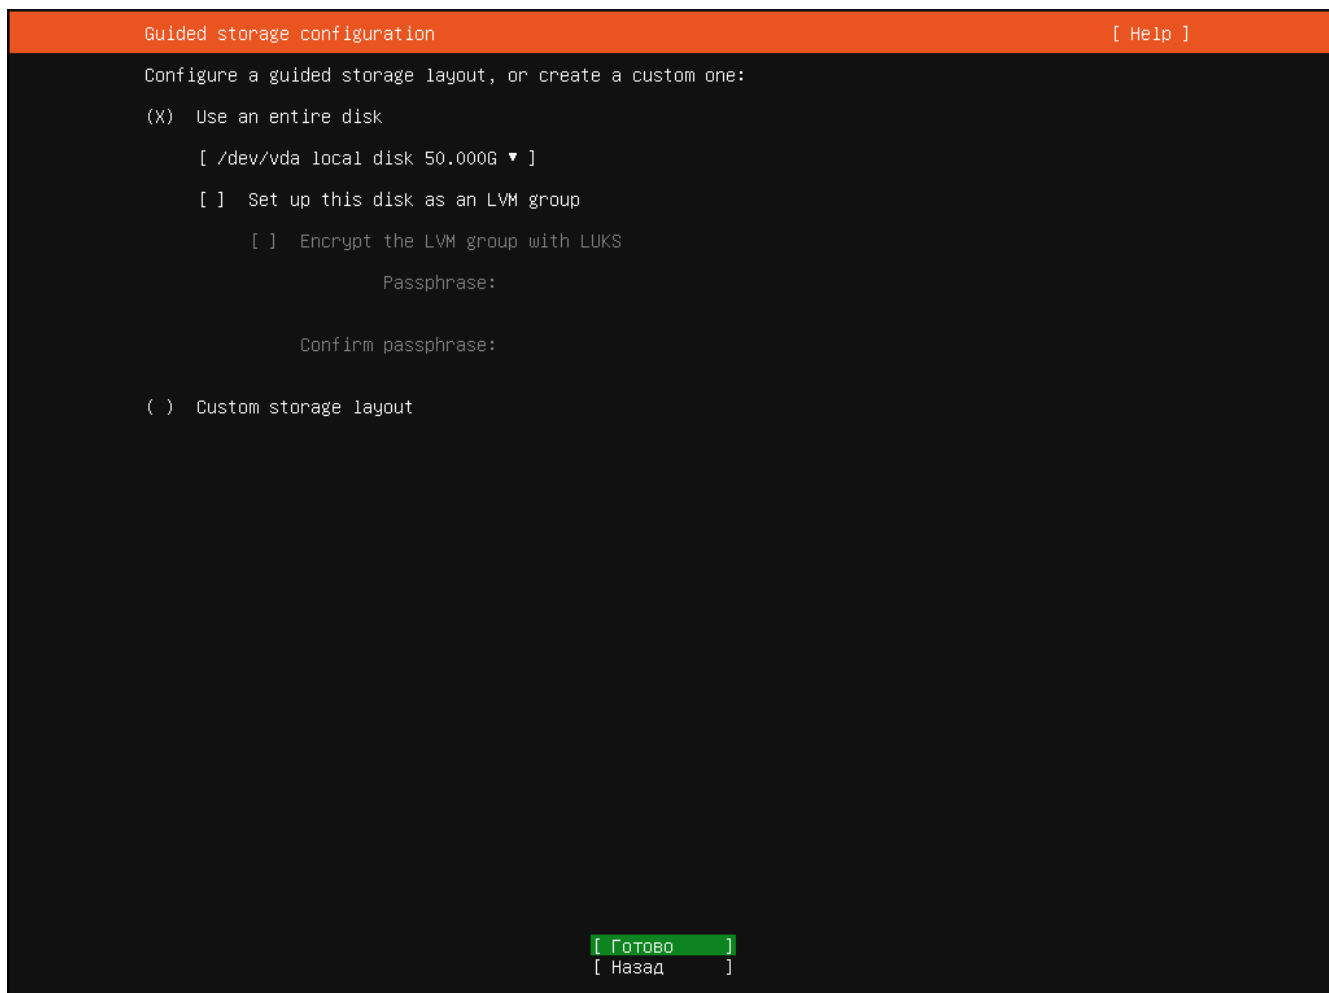 Guided storage configuration [ Help ]
Configure a guided storage layout, or create a custom one:
(X) Use an entire disk
[ /dev/vda local disk 50.000G ▾ ]
[ ] Set up this disk as an LVM group
[ ] Encrypt the LVM group with LUKS
Passphrase:
Confirm passphrase:
( ) Custom storage layout
[ Готово ]
[ Назад ]